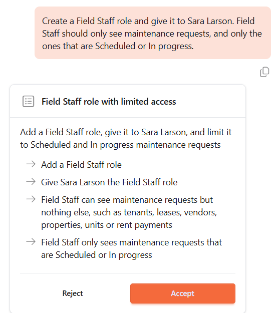 Create a Field Staff role and give it to Sara Larson. Field
Staff should only see maintenance requests, and only the
ones that are Scheduled or In progress.
Field Staff role with limited access
Add a Field Staff role, give it to Sara Larson, and limit it
to Scheduled and In progress maintenance requests
→ Add a Field Staff role
→ Give Sara Larson the Field Staff role
→ Field Staff can see maintenance requests but
nothing else, such as tenants, leases, vendors,
properties, units or rent payments
→ Field Staff only sees maintenance requests that
are Scheduled or In progress
Reject Accept